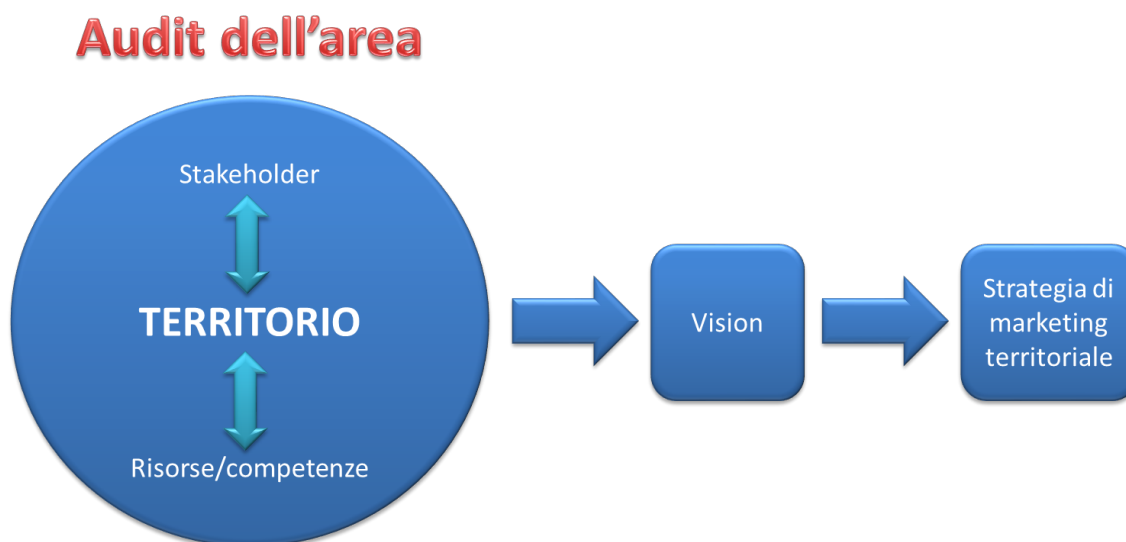 Audit dell'area
Stakeholder
TERRITORIO
Risorse/competenze
Vision
Strategia di
marketing
territoriale